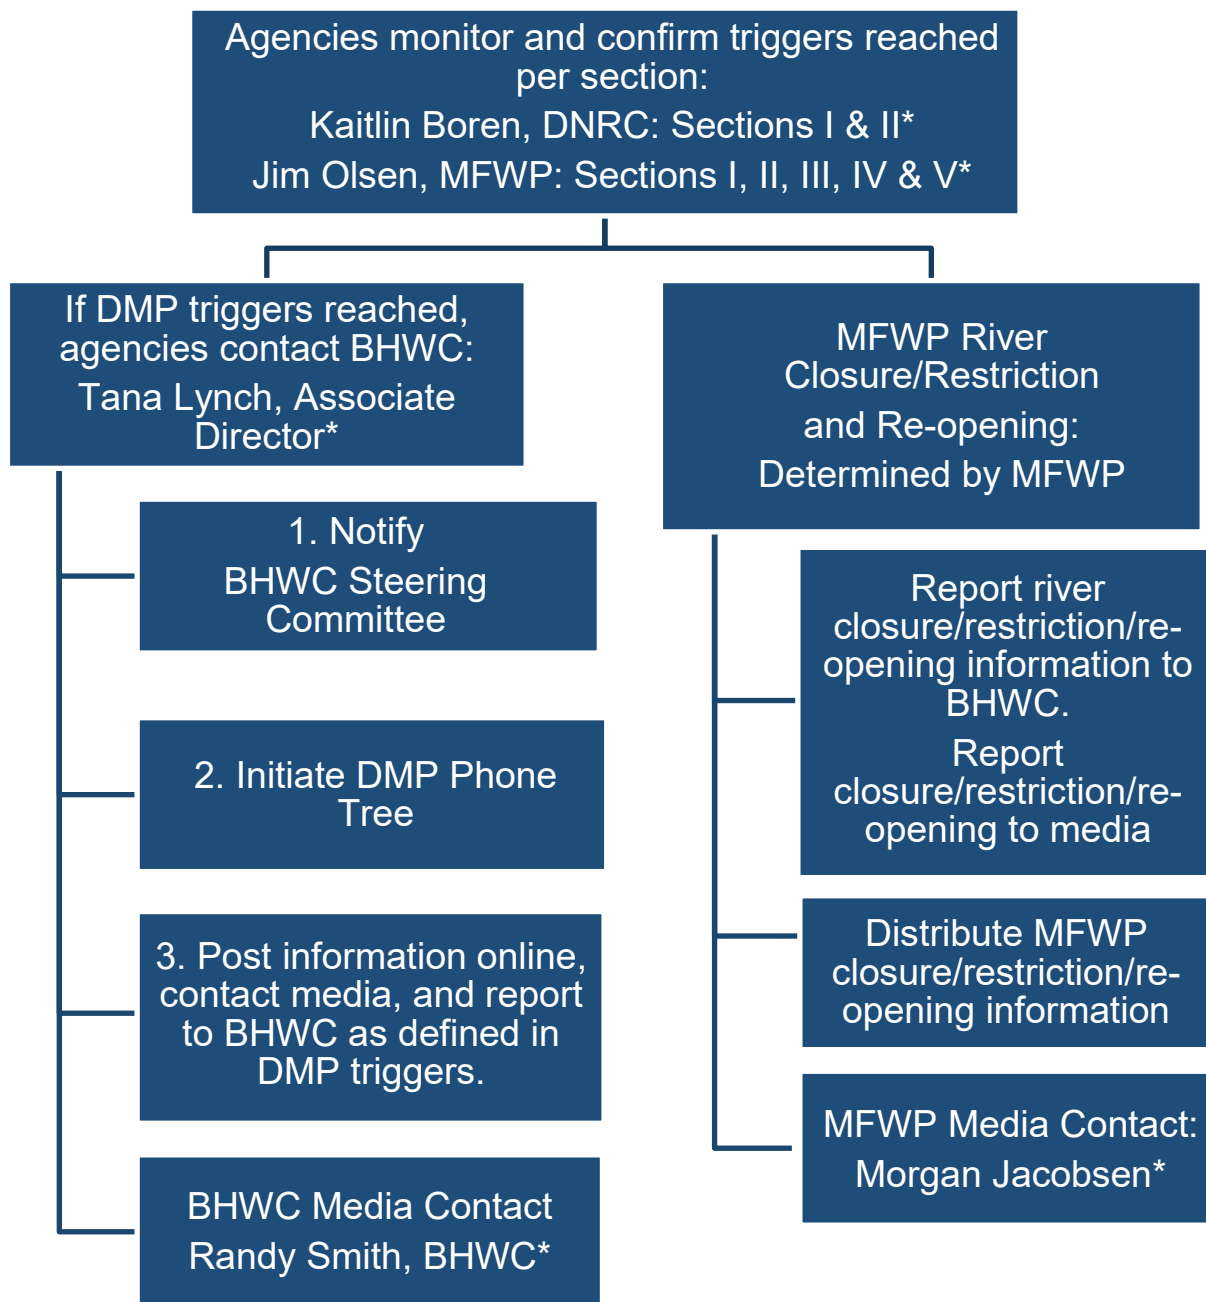 Agencies monitor and confirm triggers reached
per section:
Kaitlin Boren, DNRC: Sections I & II*
Jim Olsen, MFWP: Sections I, II, III, IV & V*
If DMP triggers reached,
agencies contact BHWC:
Tana Lynch, Associate
Director*
1. Notify
BHWC Steering
Committee
2. Initiate DMP Phone
Tree
3. Post information online,
contact media, and report
to BHWC as defined in
DMP triggers.
BHWC Media Contact
Randy Smith, BHWC*
MFWP River
Closure/Restriction
and Re-opening:
Determined by MFWP
Report river
closure/restriction/re-
opening information to
BHWC.
Report
closure/restriction/re-
opening to media
Distribute MFWP
closure/restriction/re-
opening information
MFWP Media Contact:
Morgan Jacobsen*